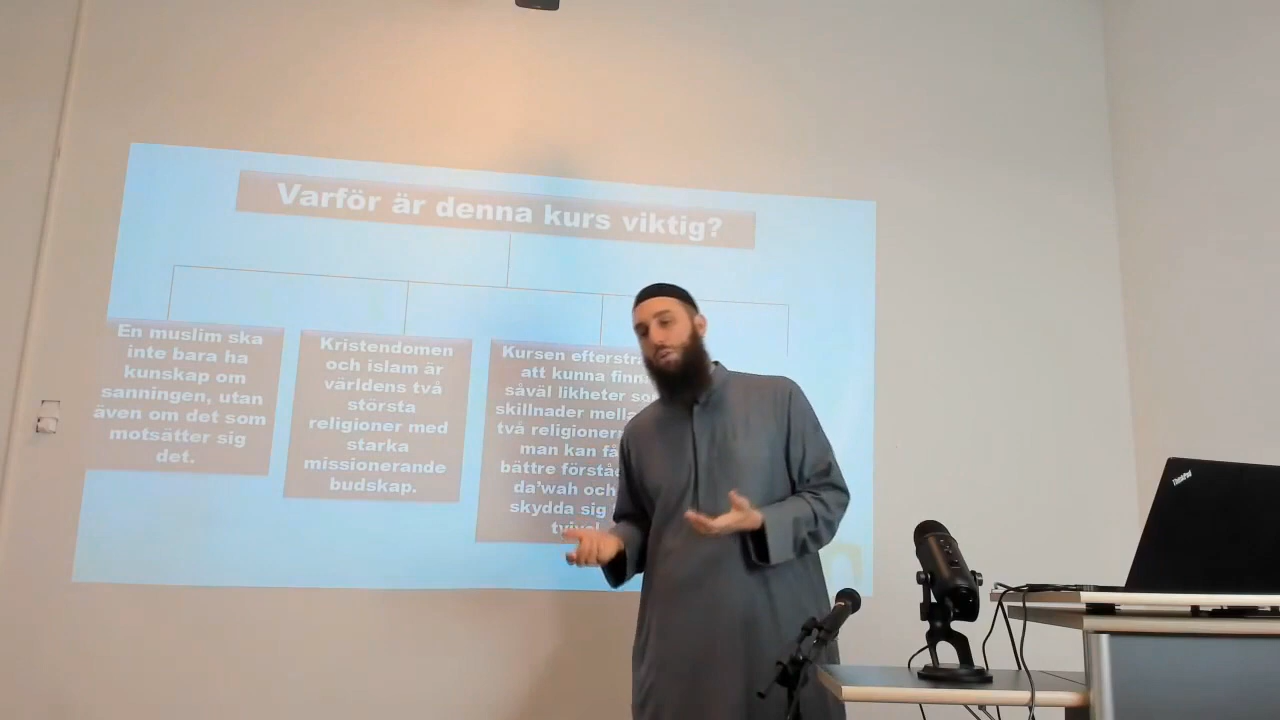 Varför är denna kurs viktig?
En muslim ska
inte bara ha
kunskap om
sanningen, utan
även om det som
motsätter sig
det.
Kristendomen
och islam är
världens två
största
religioner med
starka
missionerande
budskap.
Kursen
att kunna
såväl likheter
skillnader
två
man kan
bättre
da'wah och
skydda sig
ThinkPad